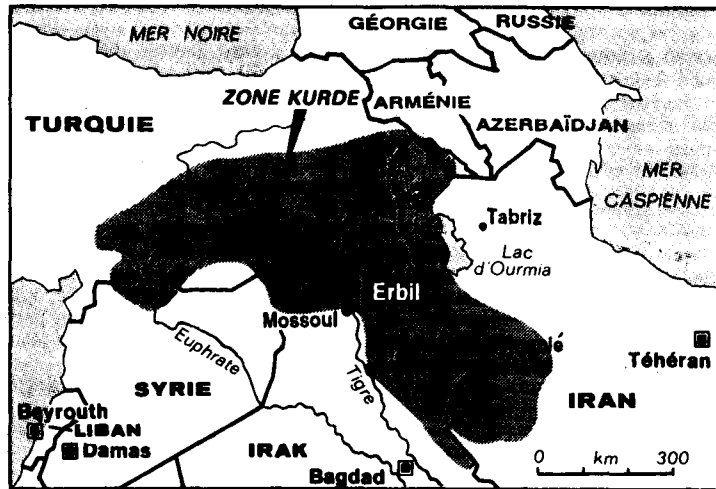 MER NOIRE
GÉORGIE
RUSSIE
ZONE KURDE
ARMÉNIE
TURQUIE
AZERBAÏDJAN
MER
CASPIENNE
Tabriz
Lac
d'Ourmia
Erbil
Mossoul
Euphrate
Tigre
Téhéran
SYRIE
IRAN
Beyrouth
LIBAN
Damas
IRAK
Bagdad
0 km 300